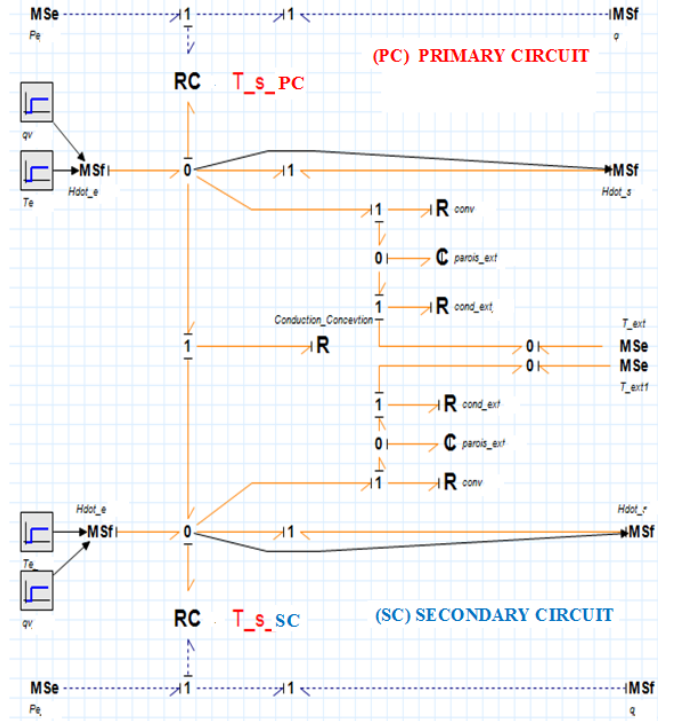 MSe 1 1 MSf
Pe q
(PC) PRIMARY CIRCUIT
RC T_s_PC
qv
MSf 0 1 MSf
Te Hdot_e Hdot_s
1 R conv
0 C parois_ext
1 R cond_ext
Conduction_Concevtion
T_ext
1 R 0 MSe
0 MSe
T_ext1
1 R cond_ext
0 C parois_ext
1 R conv
Hdot_e Hdot_r
MSf 0 1 MSf
Te
qv
RC T_s_SC (SC) SECONDARY CIRCUIT
MSe 1 1 MSf
Pe q